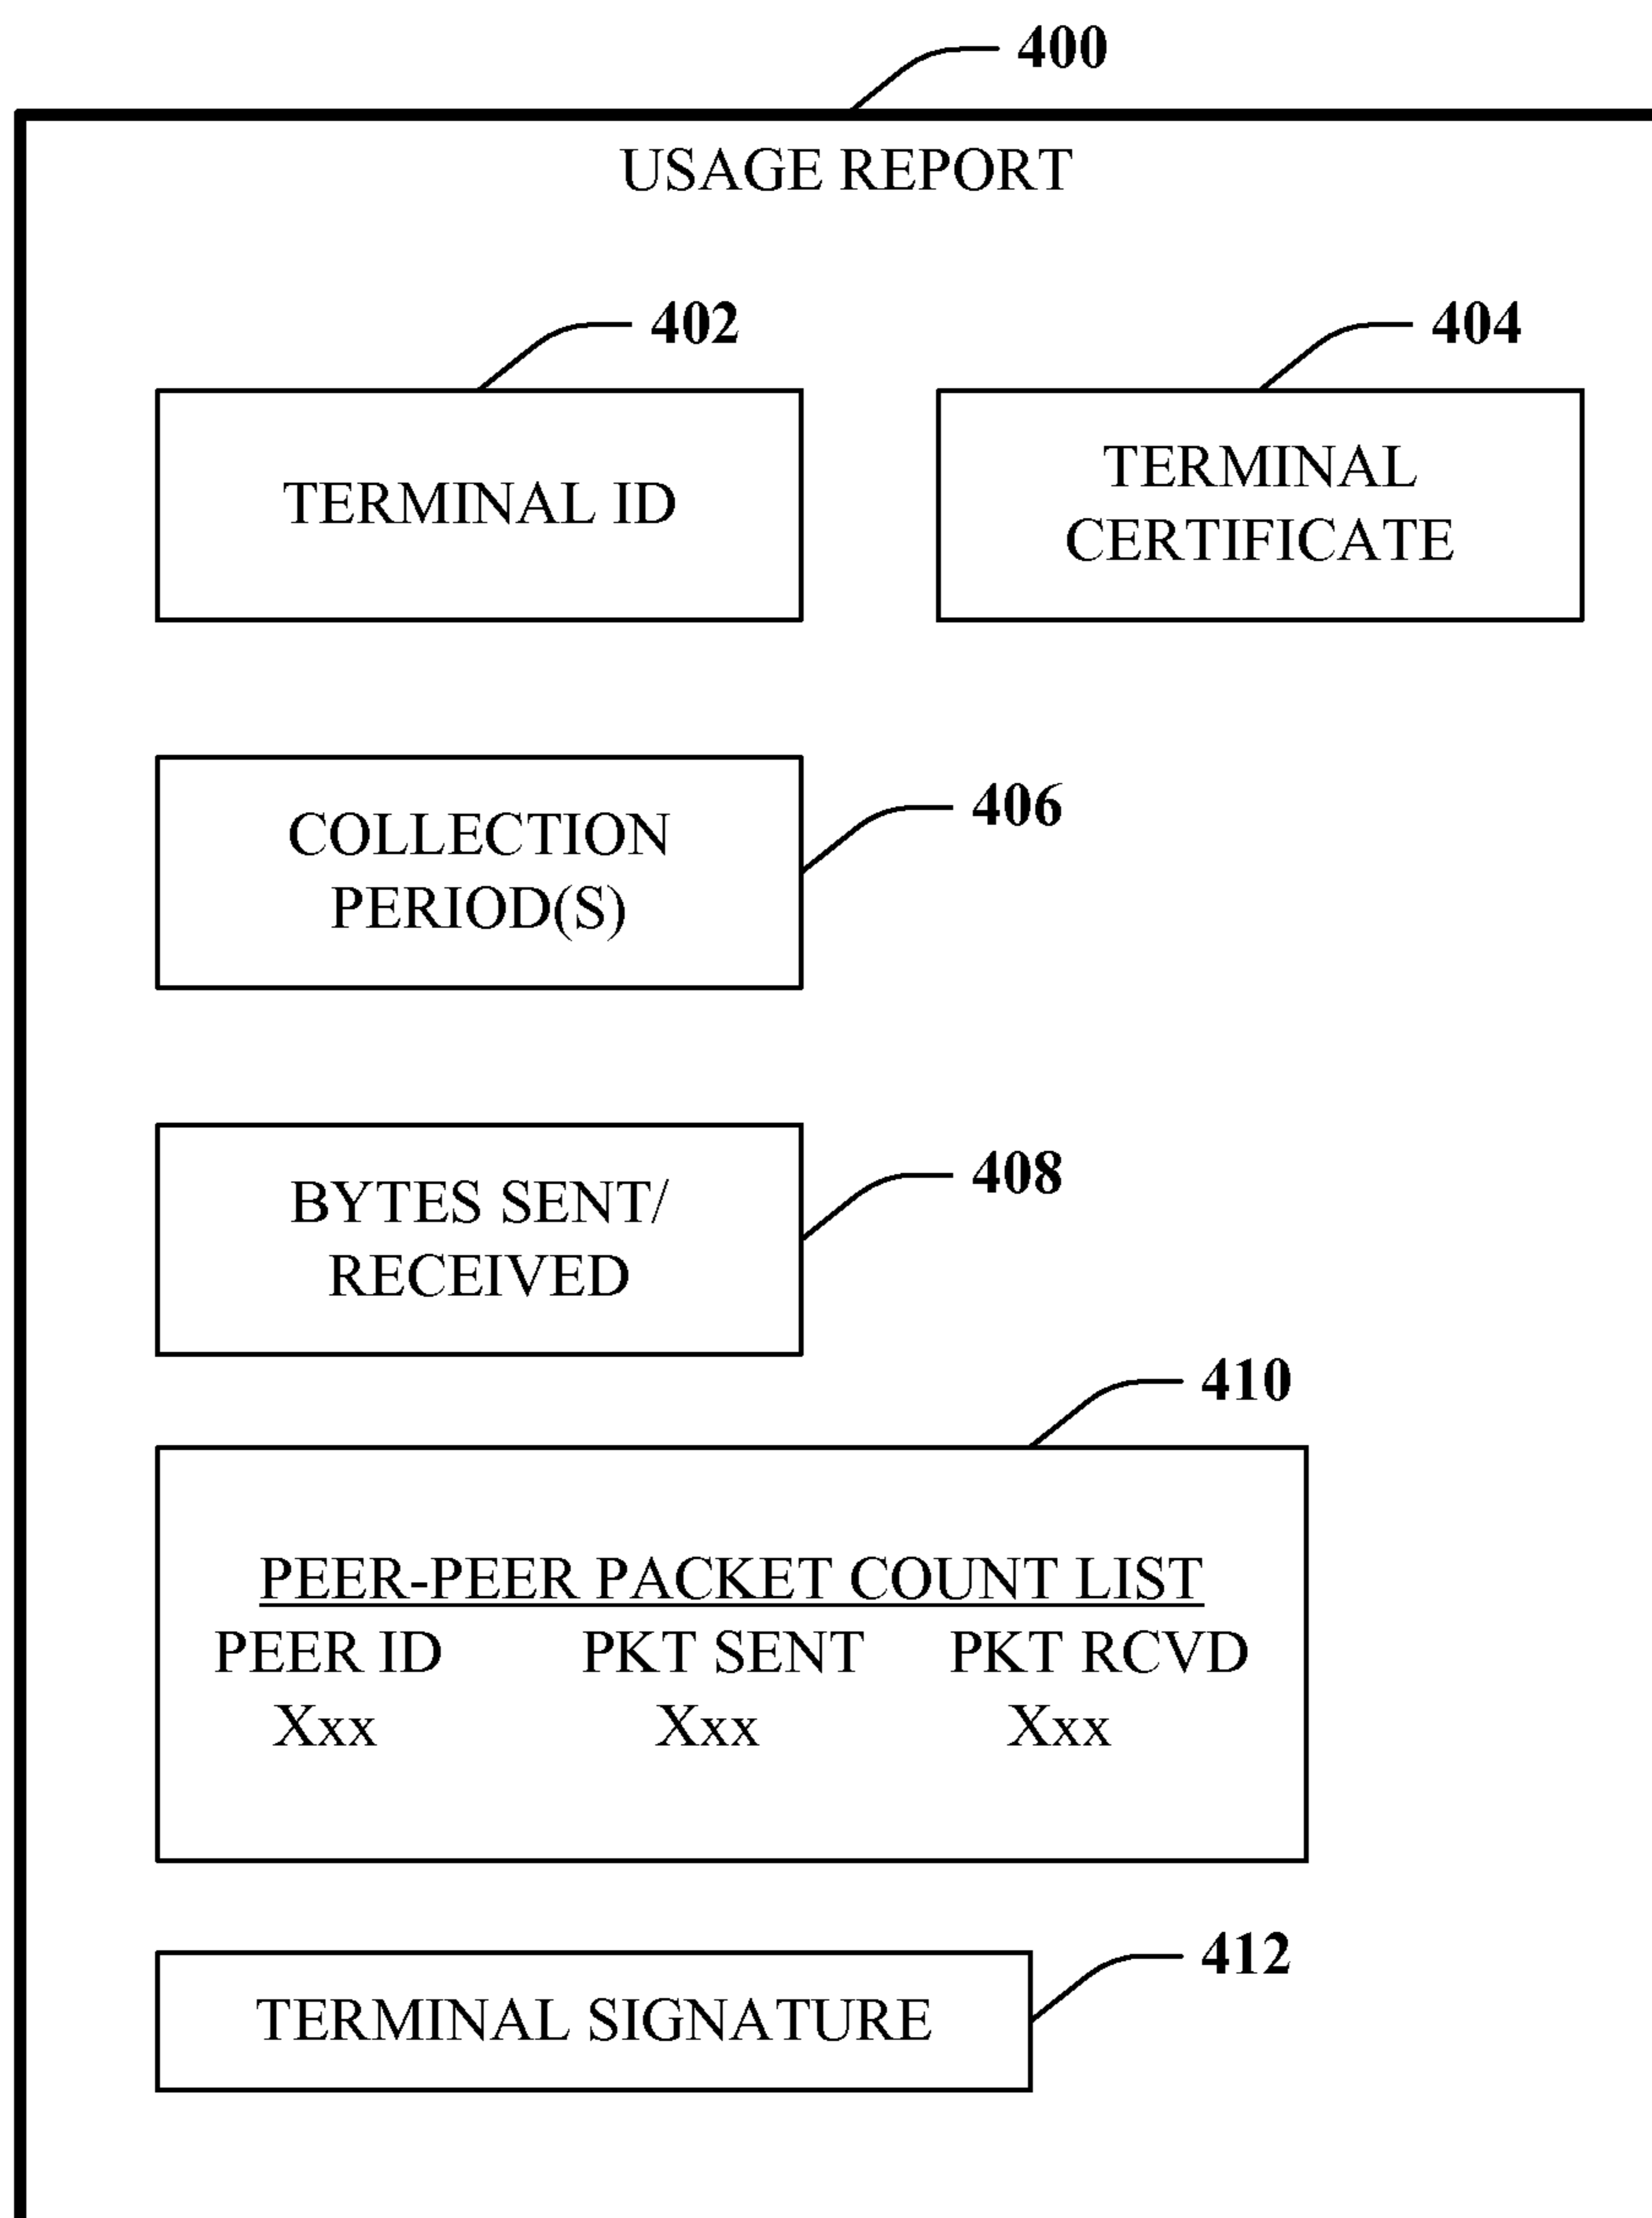 400
USAGE REPORT
402
404
TERMINAL ID
TERMINAL
CERTIFICATE
406
COLLECTION
PERIOD(S)
408
BYTES SENT/
RECEIVED
410
PEER-PEER PACKET COUNT LIST
PEER ID PKT SENT PKT RCVD
Xxx Xxx Xxx
412
TERMINAL SIGNATURE